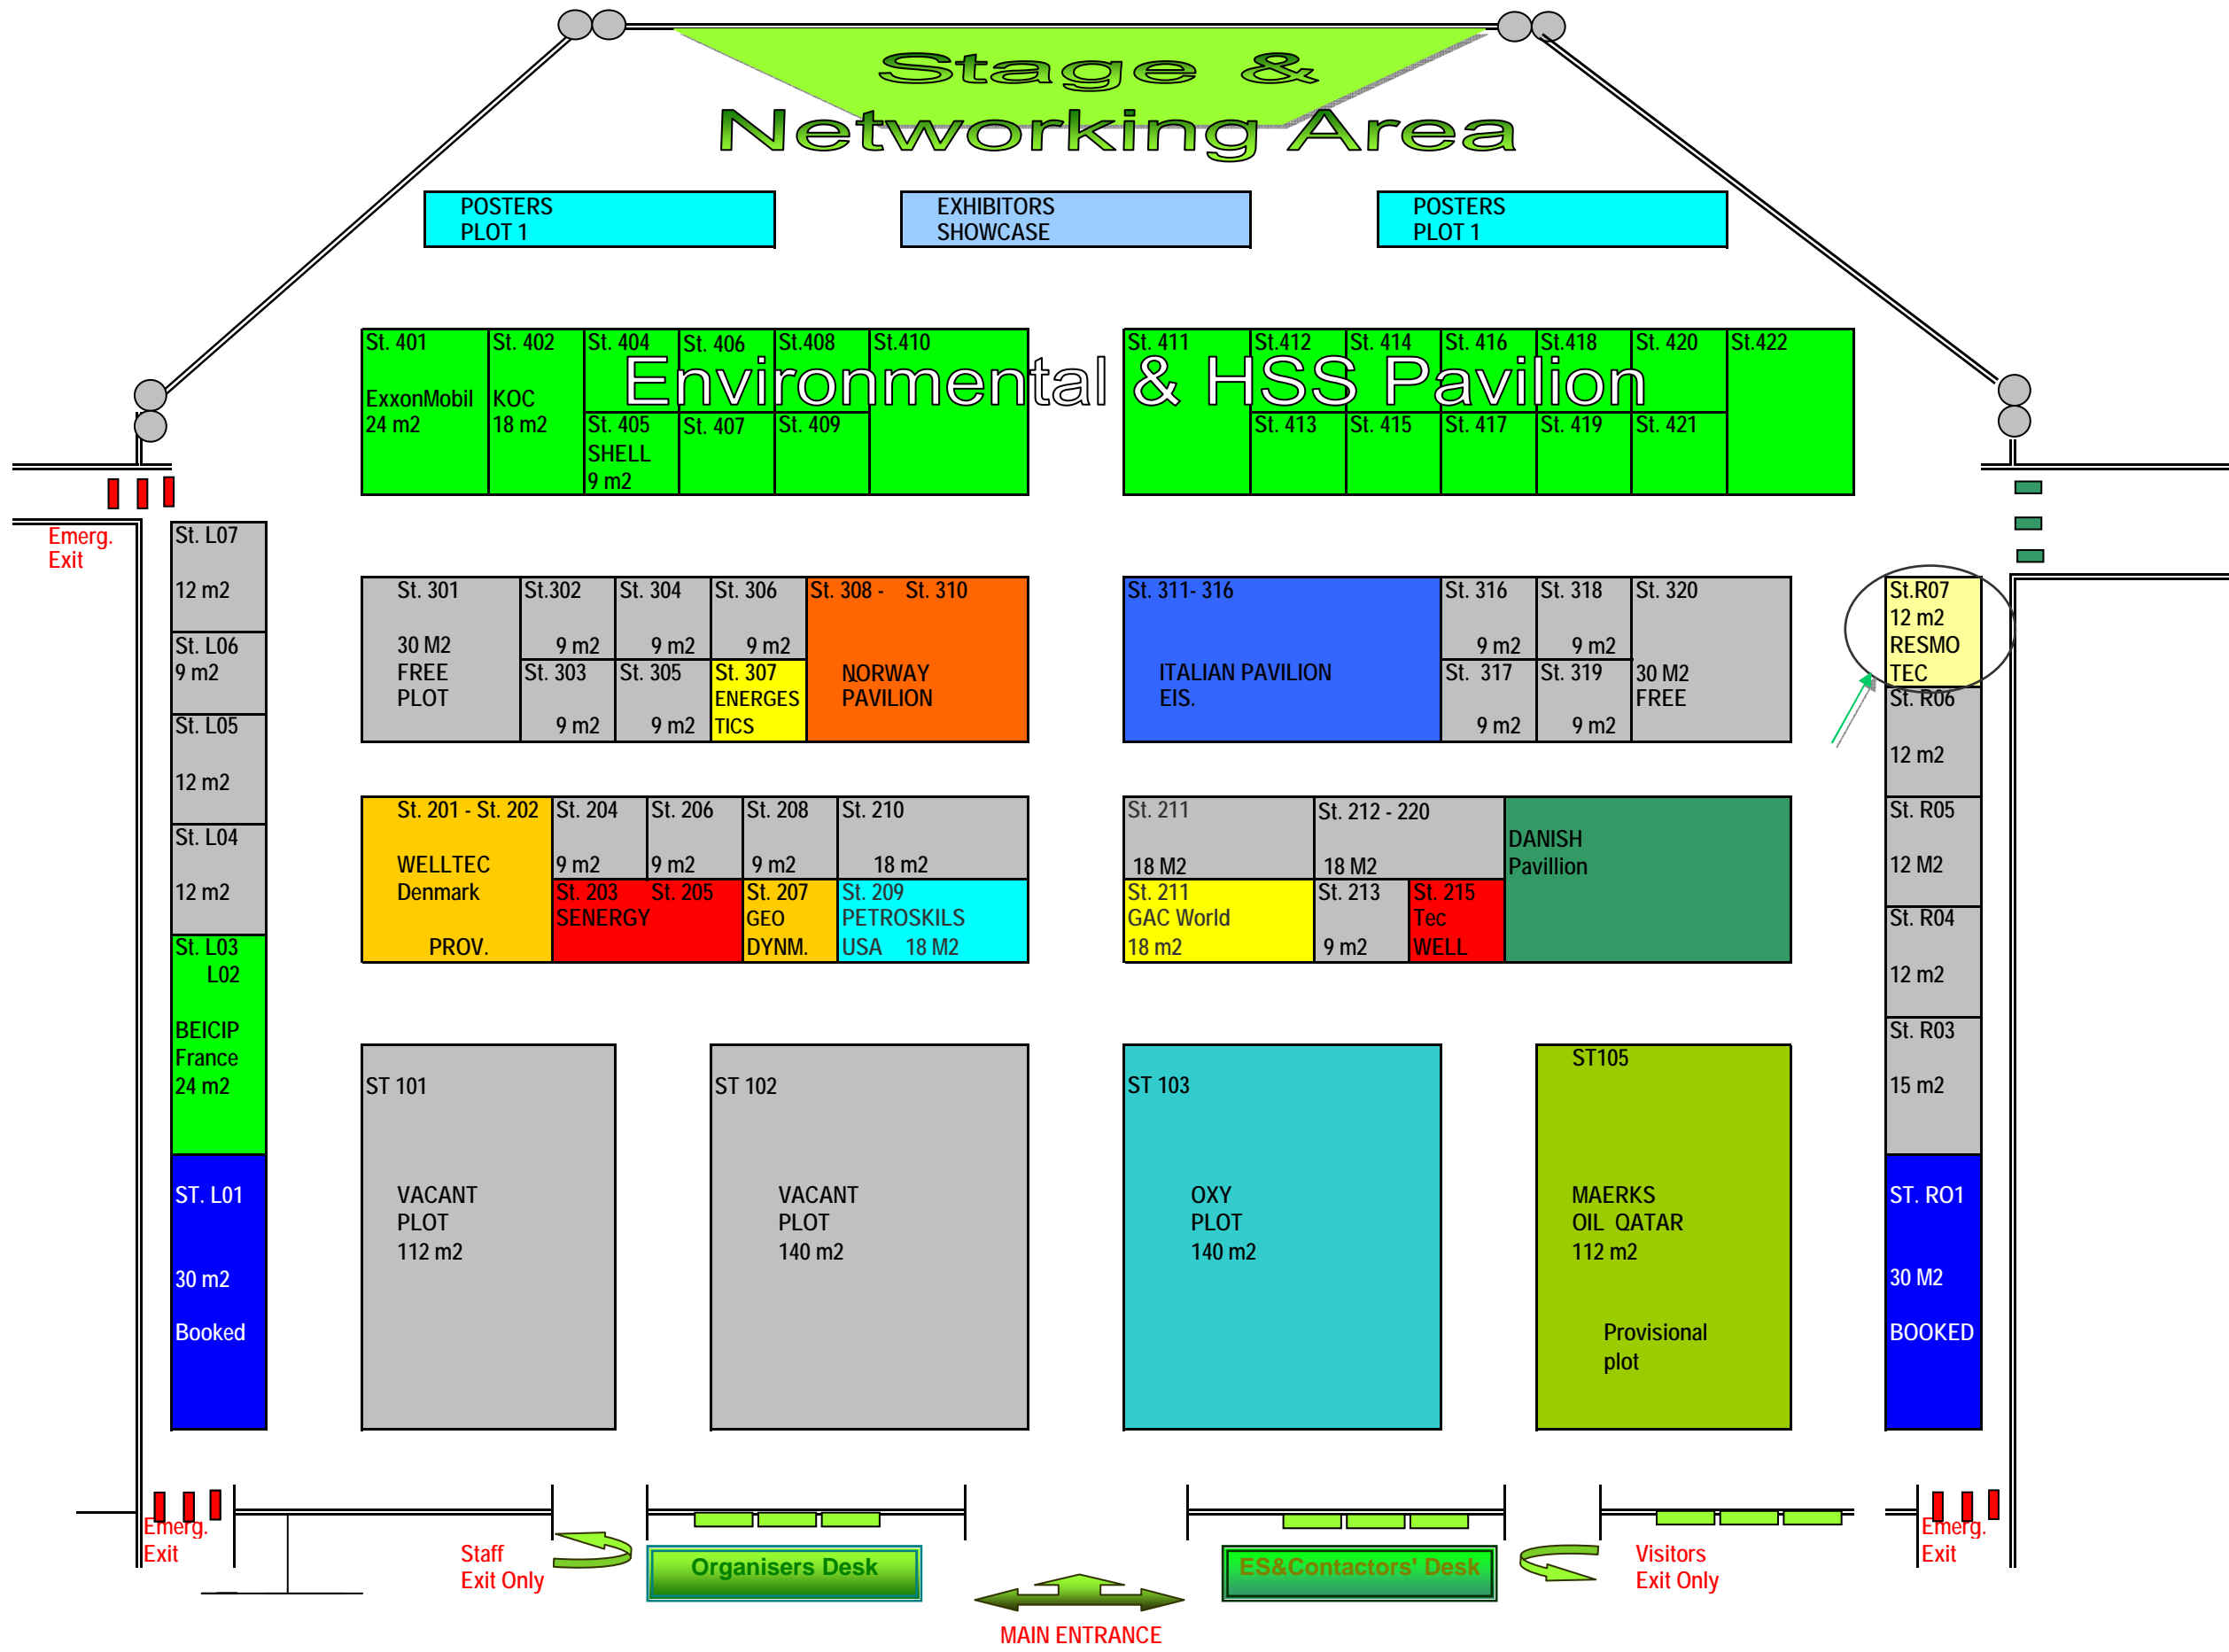 Stage &
Networking Area
POSTERS
PLOT 1
EXHIBITORS
SHOWCASE
POSTERS
PLOT 1
Environmental & HSS Pavilion
St. 401
ExxonMobil
24 m2
St. 402
KOC
18 m2
St. 404
St. 405
SHELL
9 m2
St. 406
St. 407
St.408
St. 409
St.410
St. 411
St.412
St. 413
St. 414
St. 415
St. 416
St. 417
St.418
St. 419
St. 420
St. 421
St.422
Emerg.
Exit
St. L07
12 m2
St. L06
9 m2
St. L05
12 m2
St. L04
12 m2
St. L03
L02
BEICIP
France
24 m2
ST. L01
30 m2
Booked
St. 301
30 M2
FREE
PLOT
St.302
9 m2
St. 303
9 m2
St. 304
9 m2
St. 305
9 m2
St. 306
9 m2
St. 307
ENERGES
TICS
St. 308 - St. 310
NORWAY
PAVILION
St. 311- 316
ITALIAN PAVILION
EIS.
St. 316
9 m2
St. 317
9 m2
St. 318
9 m2
St. 319
9 m2
St. 320
30 M2
FREE
St.R07
12 m2
RESMO
TEC
St. R06
12 m2
St. R05
12 M2
St. R04
12 m2
St. R03
15 m2
ST. RO1
30 M2
BOOKED
St. 201 - St. 202
WELLTEC
Denmark
PROV.
St. 204
9 m2
St. 206
9 m2
St. 203 St. 205
SENERGY
St. 208
9 m2
St. 207
GEO
DYNM.
St. 210
18 m2
St. 209
PETROSKILS
USA 18 M2
St. 211
18 M2
St. 211
GAC World
18 m2
St. 212 - 220
18 M2
St. 213
9 m2
St. 215
Tec
WELL
DANISH
Pavillion
ST 101
VACANT
PLOT
112 m2
ST 102
VACANT
PLOT
140 m2
ST 103
OXY
PLOT
140 m2
ST105
MAERKS
OIL QATAR
112 m2
Provisional
plot
Emerg.
Exit
Staff
Exit Only
Organisers Desk
MAIN ENTRANCE
ES&Contactors' Desk
Visitors
Exit Only
Emerg.
Exit